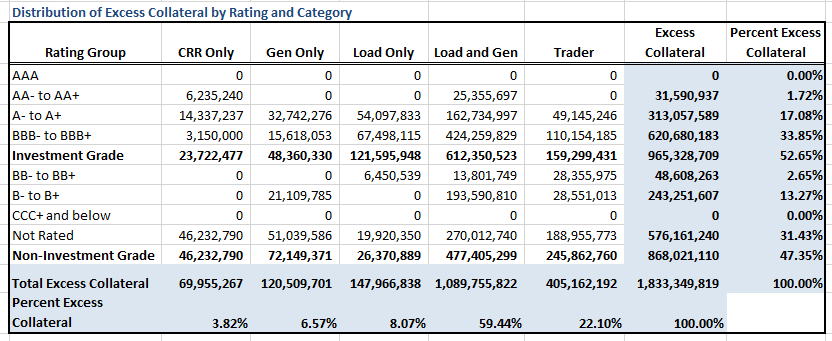 Distribution of Excess Collateral by Rating and Category
Excess Percent Excess
Rating Group CRR Only Gen Only Load Only Load and Gen Trader Collateral Collateral
AAA 0 0 0 0 0 0 0.00%
AA- to AA+ 6,235,240 0 0 25,355,697 0 31,590,937 1.72%
A- to A+ 14,337,237 32,742,276 54,097,833 162,734,997 49,145,246 313,057,589 17.08%
BBB- to BBB+ 3,150,000 15,618,053 67,498,115 424,259,829 110,154,185 620,680,183 33.85%
Investment Grade 23,722,477 48,360,330 121,595,948 612,350,523 159,299,431 965,328,709 52.65%
BB- to BB+ 0 0 6,450,539 13,801,749 28,355,975 48,608,263 2.65%
B- to B+ 0 21,109,785 0 193,590,810 28,551,013 243,251,607 13.27%
CCC+ and below 0 0 0 0 0 0 0.00%
Not Rated 46,232,790 51,039,586 19,920,350 270,012,740 188,955,773 576,161,240 31.43%
Non-Investment Grade 46,232,790 72,149,371 26,370,889 477,405,299 245,862,760 868,021,110 47.35%
Total Excess Collateral 69,955,267 120,509,701 147,966,838 1,089,755,822 405,162,192 1,833,349,819 100.00%
Percent Excess
Collateral 3.82% 6.57% 8.07% 59.44% 22.10% 100.00%